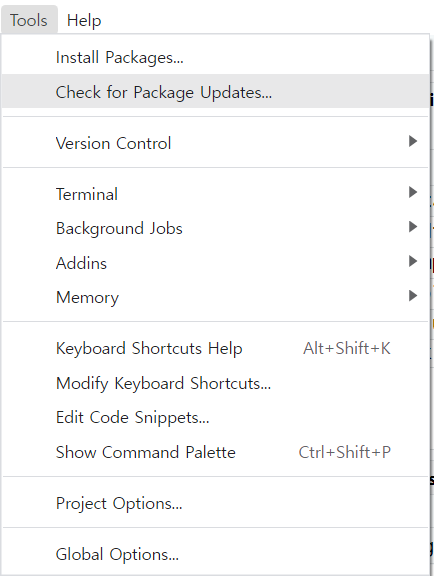 Tools Help
Install Packages...
Check for Package Updates...
Version Control
Terminal
Background Jobs
Addins
Memory
Keyboard Shortcuts Help Alt+Shift+K
Modify Keyboard Shortcuts...
Edit Code Snippets...
Show Command Palette Ctrl+Shift+P
Project Options...
Global Options...